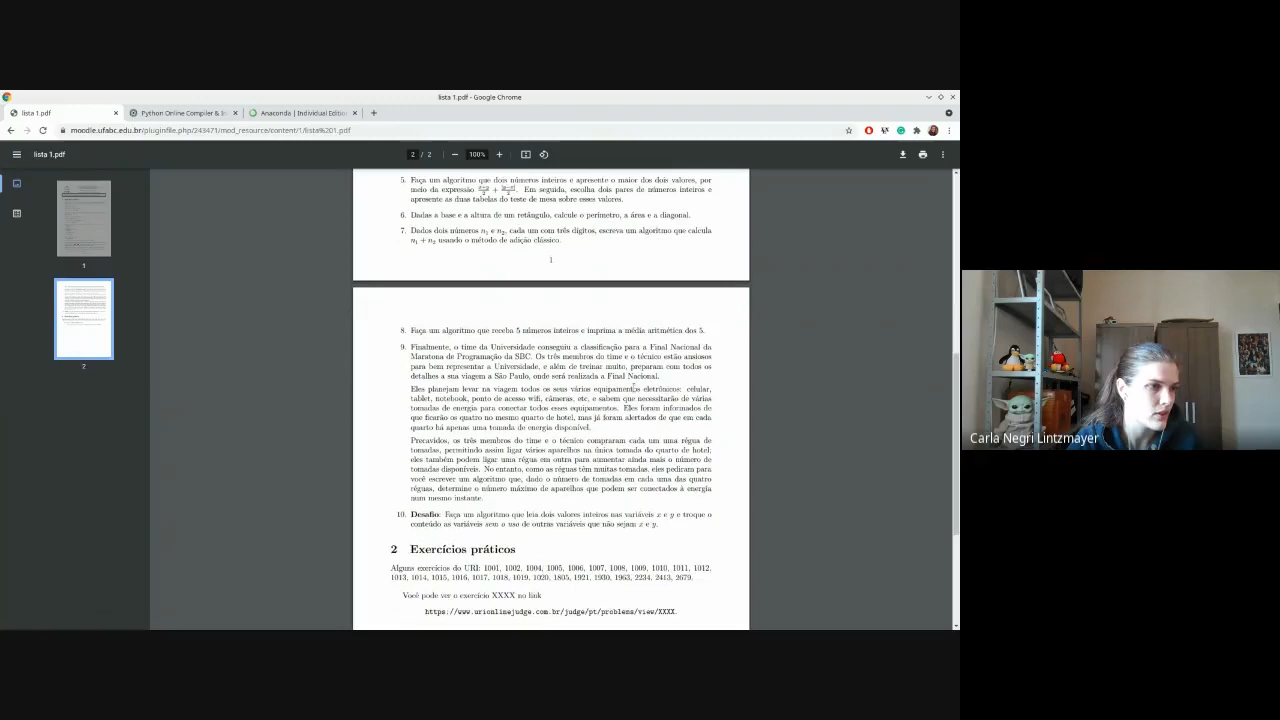 lista 1.pdf - Google Chrome
lista 1.pdf
Python Online Compiler & In
Anaconda | Individual Edition
moodle.ufabc.edu.br/pluginfile.php/243471/mod_resource/content/1/lista%201.pdf
lista 1.pdf
2 / 2
100%
1
2
5. Faça um algoritmo que dois números inteiros e apresente o maior dos dois valores, por
meio da expressão x+y/2 + |y−x|/2. Em seguida, escolha dois pares de números inteiros e
apresente as duas tabelas do teste de mesa sobre esses valores.
6. Dadas a base e a altura de um retângulo, calcule o perímetro, a área e a diagonal.
7. Dados dois números n1 e n2, cada um com três dígitos, escreva um algoritmo que calcula
n1 + n2 usando o método de adição clássico.
1
8. Faça um algoritmo que receba 5 números inteiros e imprima a média aritmética dos 5.
9. Finalmente, o time da Universidade conseguiu a classificação para a Final Nacional da
Maratona de Programação da SBC. Os três membros do time e o técnico estão ansiosos
para bem representar a Universidade, e além de treinar muito, preparam com todos os
detalhes a sua viagem a São Paulo, onde será realizada a Final Nacional.
Eles planejam levar na viagem todos os seus vários equipamentos eletrônicos: celular,
tablet, notebook, ponto de acesso wifi, câmeras, etc, e sabem que necessitarão de várias
tomadas de energia para conectar todos esses equipamentos. Eles foram informados de
que ficarão os quatro no mesmo quarto de hotel, mas já foram alertados de que em cada
quarto há apenas uma tomada de energia disponível.
Precavidos, os três membros do time e o técnico compraram cada um uma régua de
tomadas, permitindo assim ligar vários aparelhos na única tomada do quarto de hotel;
eles também podem ligar uma régua em outra para aumentar ainda mais o número de
tomadas disponíveis. No entanto, como as réguas têm muitas tomadas, eles pediram para
você escrever um algoritmo que, dado o número de tomadas em cada uma das quatro
réguas, determine o número máximo de aparelhos que podem ser conectados à energia
num mesmo instante.
10. Desafio: Faça um algoritmo que leia dois valores inteiros nas variáveis x e y e troque o
conteúdo as variáveis sem o uso de outras variáveis que não sejam x e y.
2 Exercícios práticos
Alguns exercícios do URI: 1001, 1002, 1004, 1005, 1006, 1007, 1008, 1009, 1010, 1011, 1012,
1013, 1014, 1015, 1016, 1017, 1018, 1019, 1020, 1805, 1921, 1930, 1963, 2234, 2413, 2679.
Você pode ver o exercício XXXX no link
https://www.urionlinejudge.com.br/judge/pt/problems/view/XXXX.
Carla Negri Lintzmayer